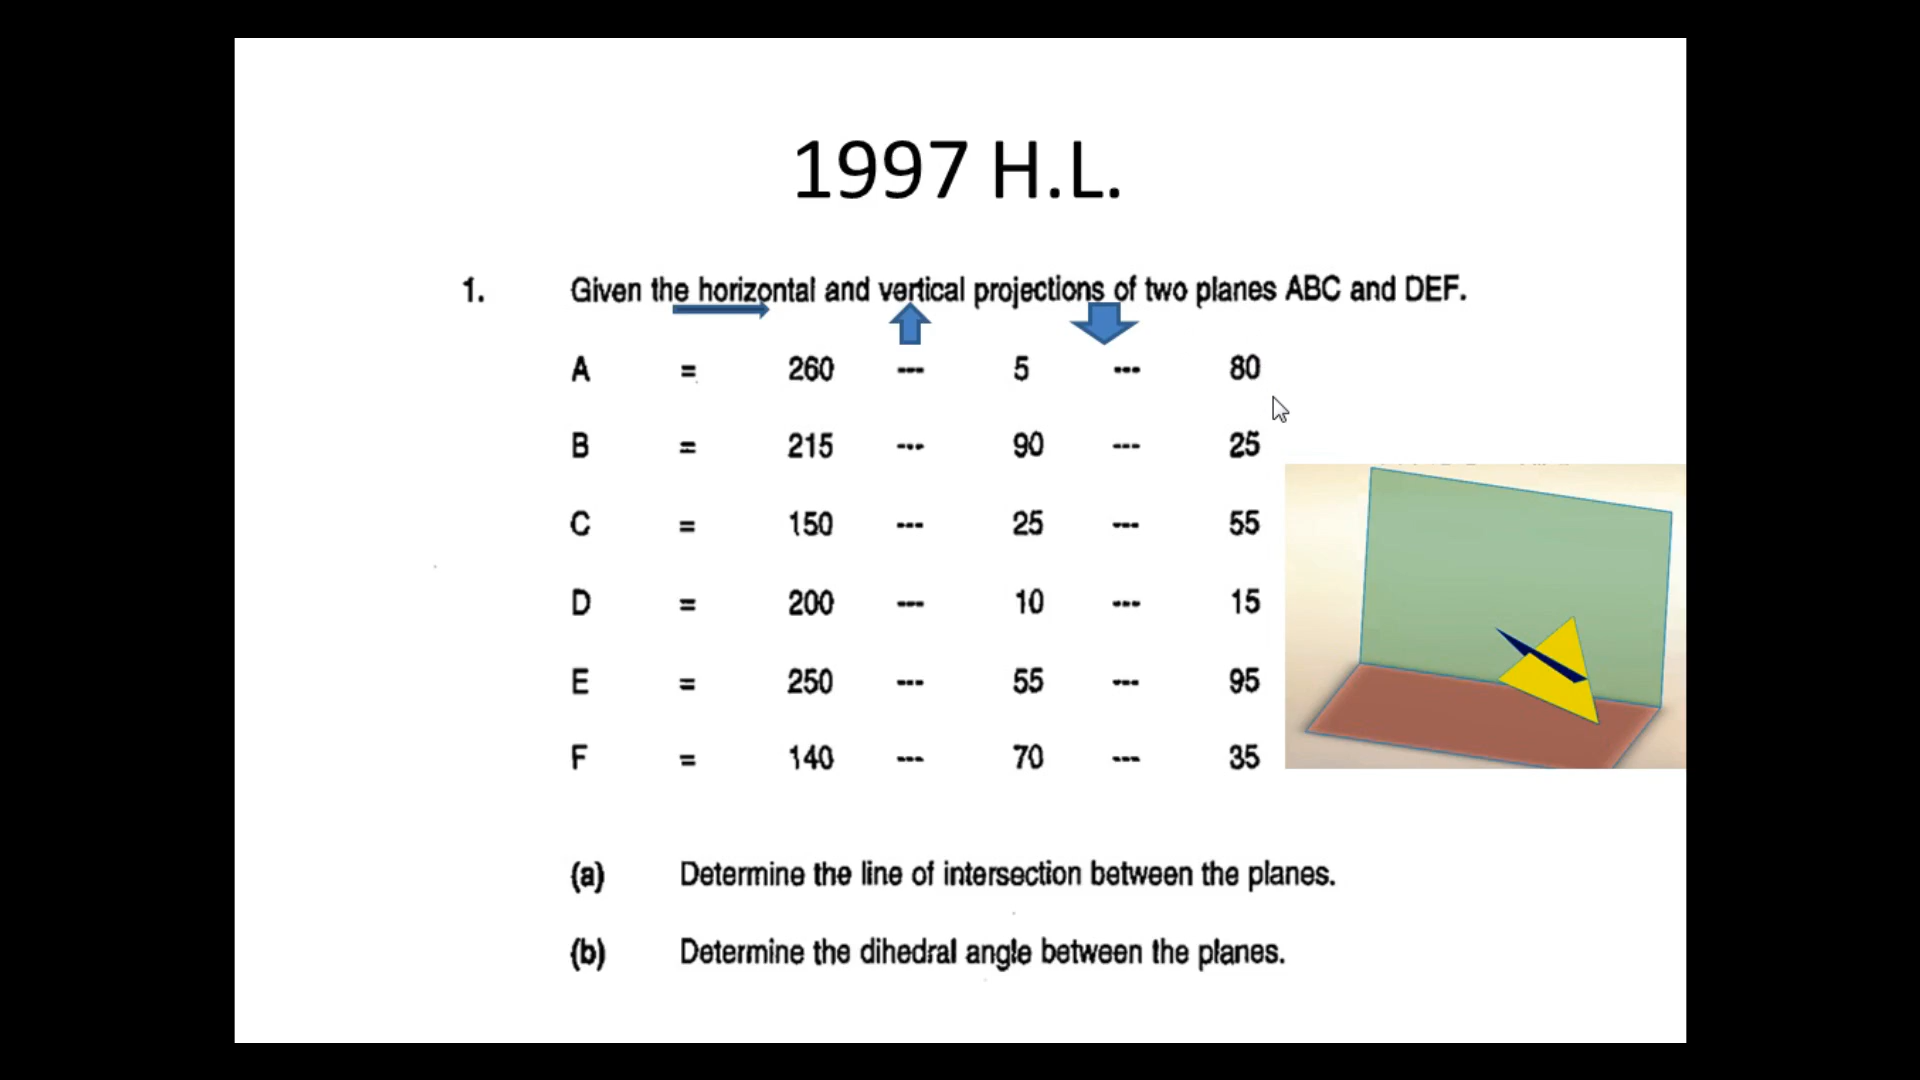 1997 H.L.
1. Given the horizontal and vertical projections of two planes ABC and DEF.
A = 260 --- 5 --- 80
B = 215 --- 90 --- 25
C = 150 --- 25 --- 55
D = 200 --- 10 --- 15
E = 250 --- 55 --- 95
F = 140 --- 70 --- 35
(a) Determine the line of intersection between the planes.
(b) Determine the dihedral angle between the planes.